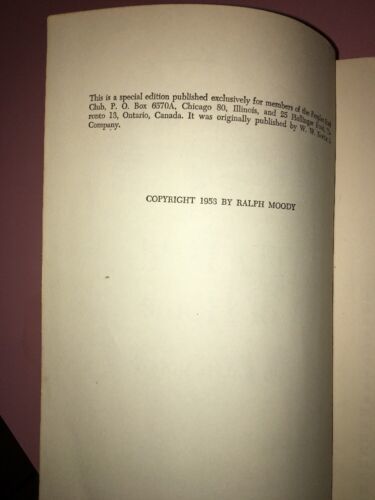 This is a special edition published exclusively for members of the Peoples Book
Club, P. O. Box 6570A, Chicago 80, Illinois, and 25 Hollinger Road, To-
ronto 13, Ontario, Canada. It was originally published by W. W. Norton &
Company.
COPYRIGHT 1953 BY RALPH MOODY